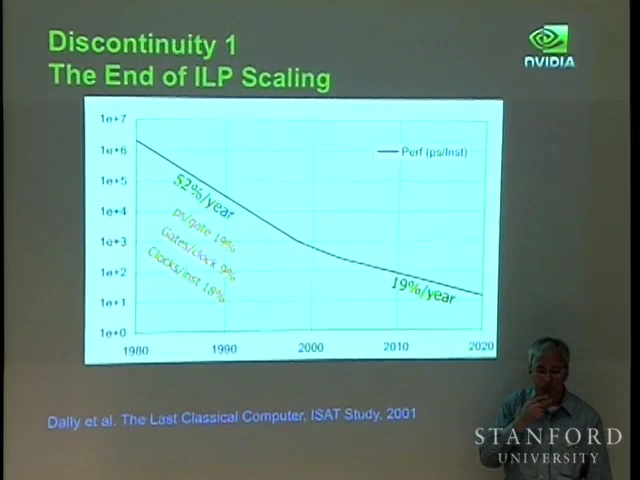 Discontinuity 1
The End of ILP Scaling
NVIDIA
1e+7
1e+6
1e+5
1e+4
1e+3
1e+2
1e+1
1e+0
Perf (ps/Inst)
52%/year
ps/gate 19%
Gates/clock 9%
Clocks/inst 18%
19%/year
1980 1990 2000 2010 2020
Dally et al. The Last Classical Computer, ISAT Study, 2001
STANFORD
UNIVERSITY